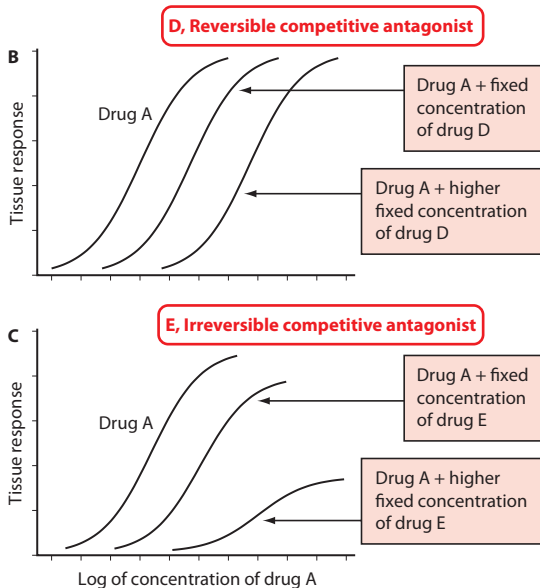 D, Reversible competitive antagonist
B
Tissue response
Drug A
Drug A + fixed
concentration
of drug D
Drug A + higher
fixed concentration
of drug D
E, Irreversible competitive antagonist
C
Tissue response
Drug A
Drug A + fixed
concentration
of drug E
Drug A + higher
fixed concentration
of drug E
Log of concentration of drug A